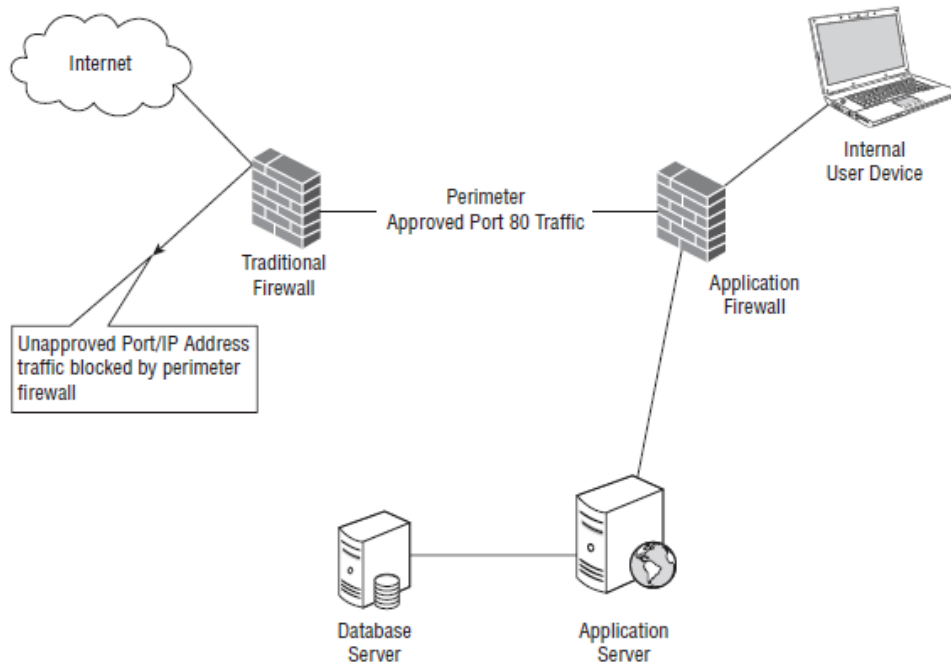 Internet
Internal
User Device
Perimeter
Approved Port 80 Traffic
Traditional
Firewall
Application
Firewall
Unapproved Port/IP Address
traffic blocked by perimeter
firewall
Database
Server
Application
Server